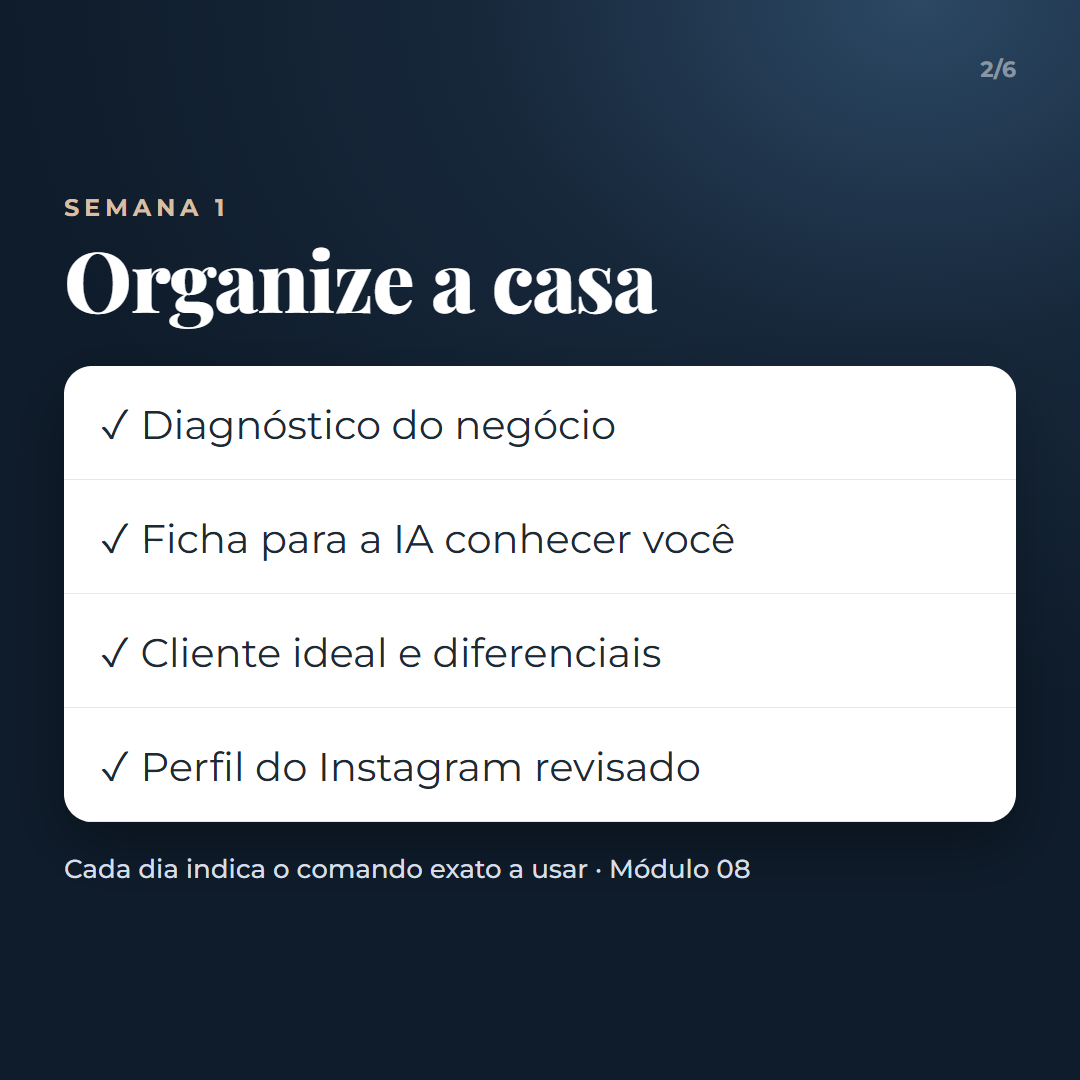 2/6
SEMANA 1
Organize a casa
✓ Diagnóstico do negócio
✓ Ficha para a IA conhecer você
✓ Cliente ideal e diferenciais
✓ Perfil do Instagram revisado
Cada dia indica o comando exato a usar · Módulo 08